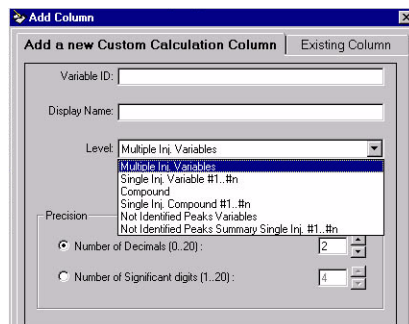 Add Column
Add a new Custom Calculation Column Existing Column
Variable ID:
Display Name:
Level: Multiple Inj. Variables
Multiple Inj. Variables
Single Inj. Variable #1..#n
Compound
Single Inj. Compound #1..#n
Not Identified Peaks Variables
Not Identified Peaks Summary Single Inj. #1..#n
Precision
Number of Decimals (0..20) : 2
Number of Significant digits (1..20) : 4